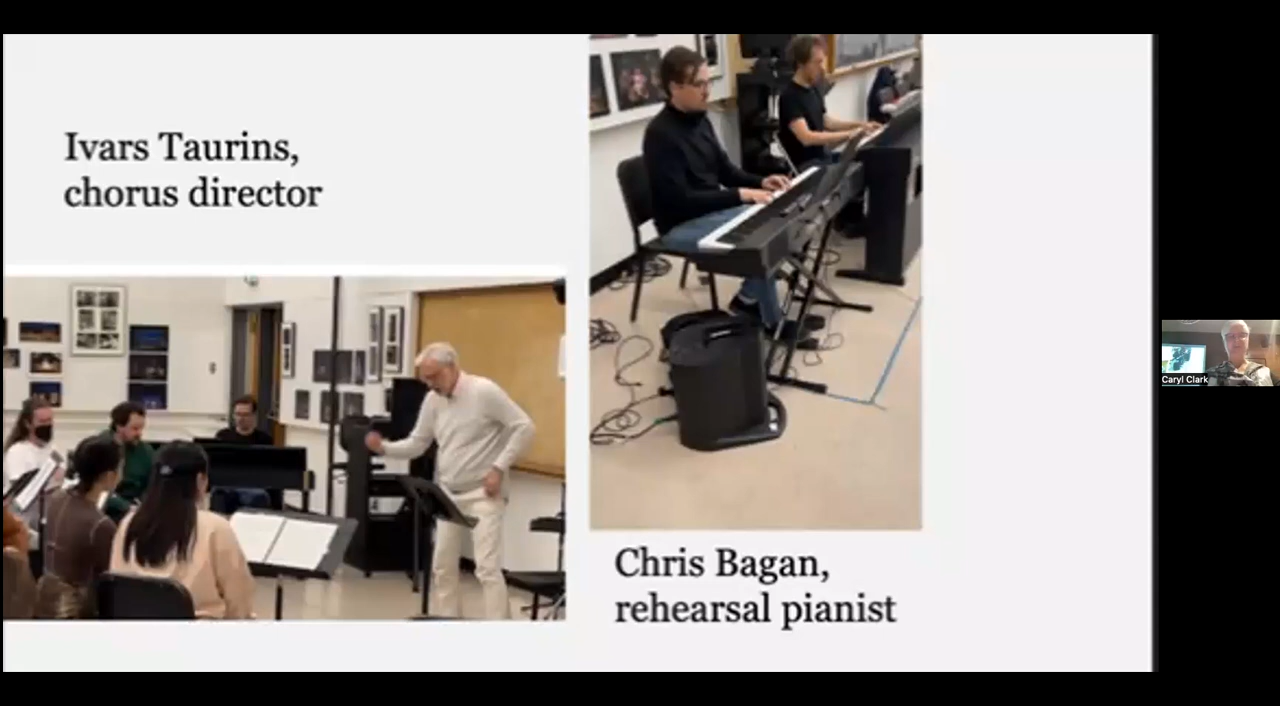 Ivars Taurins,
chorus director
Chris Bagan,
rehearsal pianist
Caryl Clark